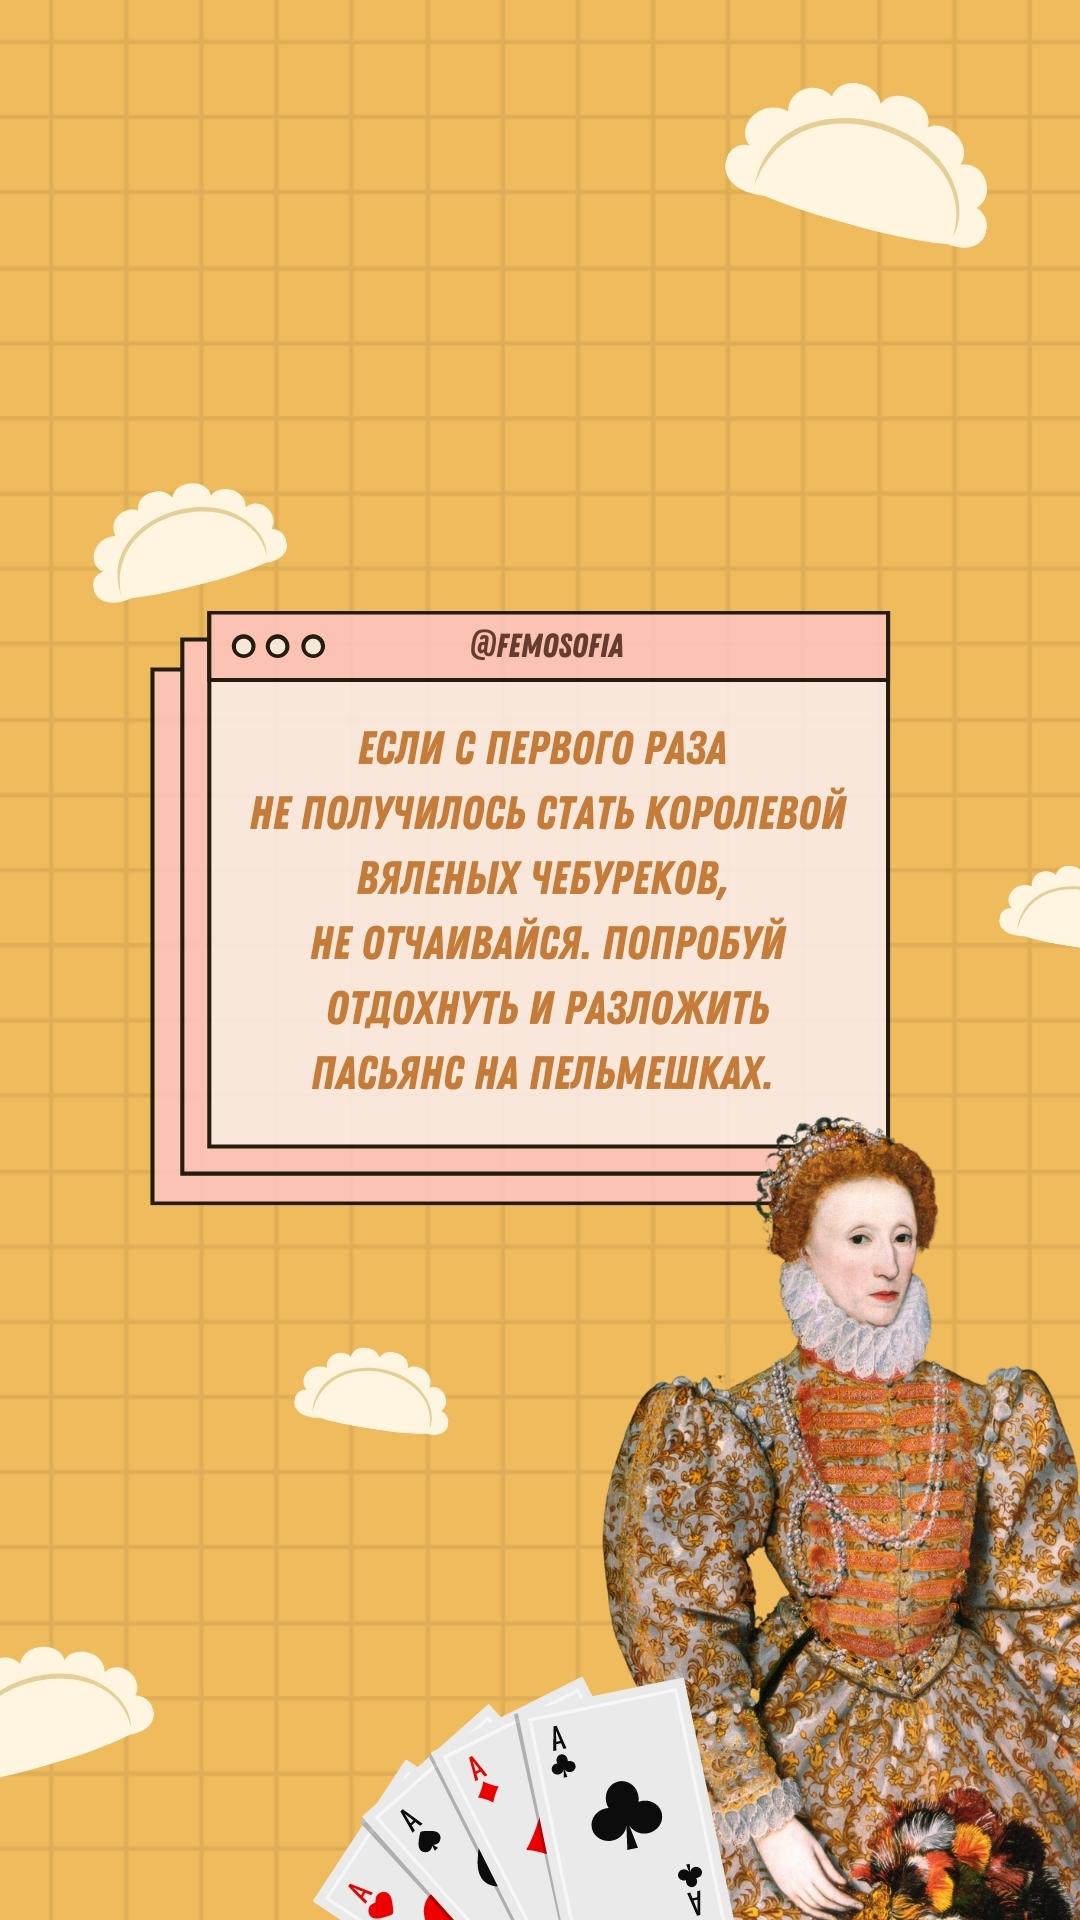 @FEMOSOFIA
ЕСЛИ С ПЕРВОГО РАЗА
НЕ ПОЛУЧИЛОСЬ СТАТЬ КОРОЛЕВОЙ
ВЯЛЕНЫХ ЧЕБУРЕКОВ,
НЕ ОТЧАИВАЙСЯ. ПОПРОБУЙ
ОТДОХНУТЬ И РАЗЛОЖИТЬ
ПАСЬЯНС НА ПЕЛЬМЕШКАХ.
A
A
A
A
A